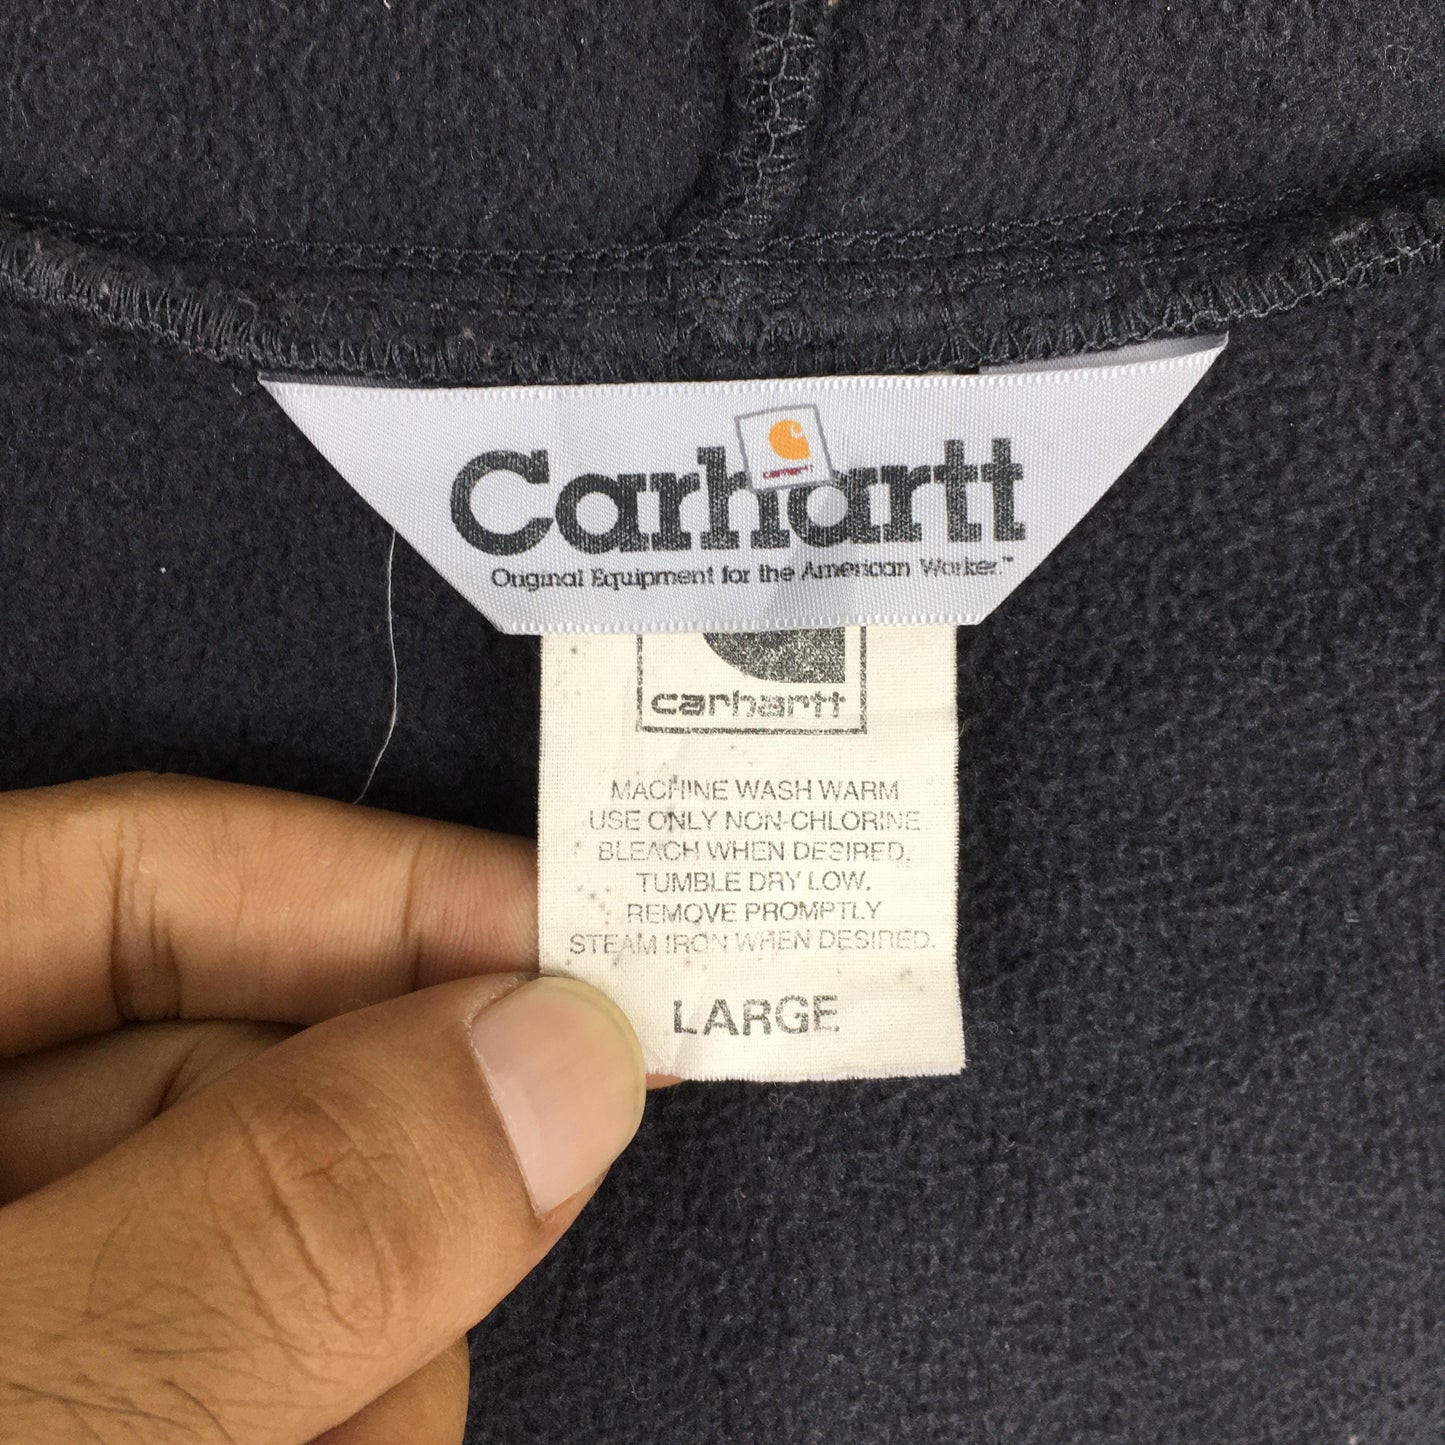 Carhartt
carhartt
Original Equipment for the American Worker.™
carhartt
MACHINE WASH WARM
USE ONLY NON-CHLORINE
BLEACH WHEN DESIRED.
TUMBLE DRY LOW.
REMOVE PROMPTLY
STEAM IRON WHEN DESIRED.
LARGE